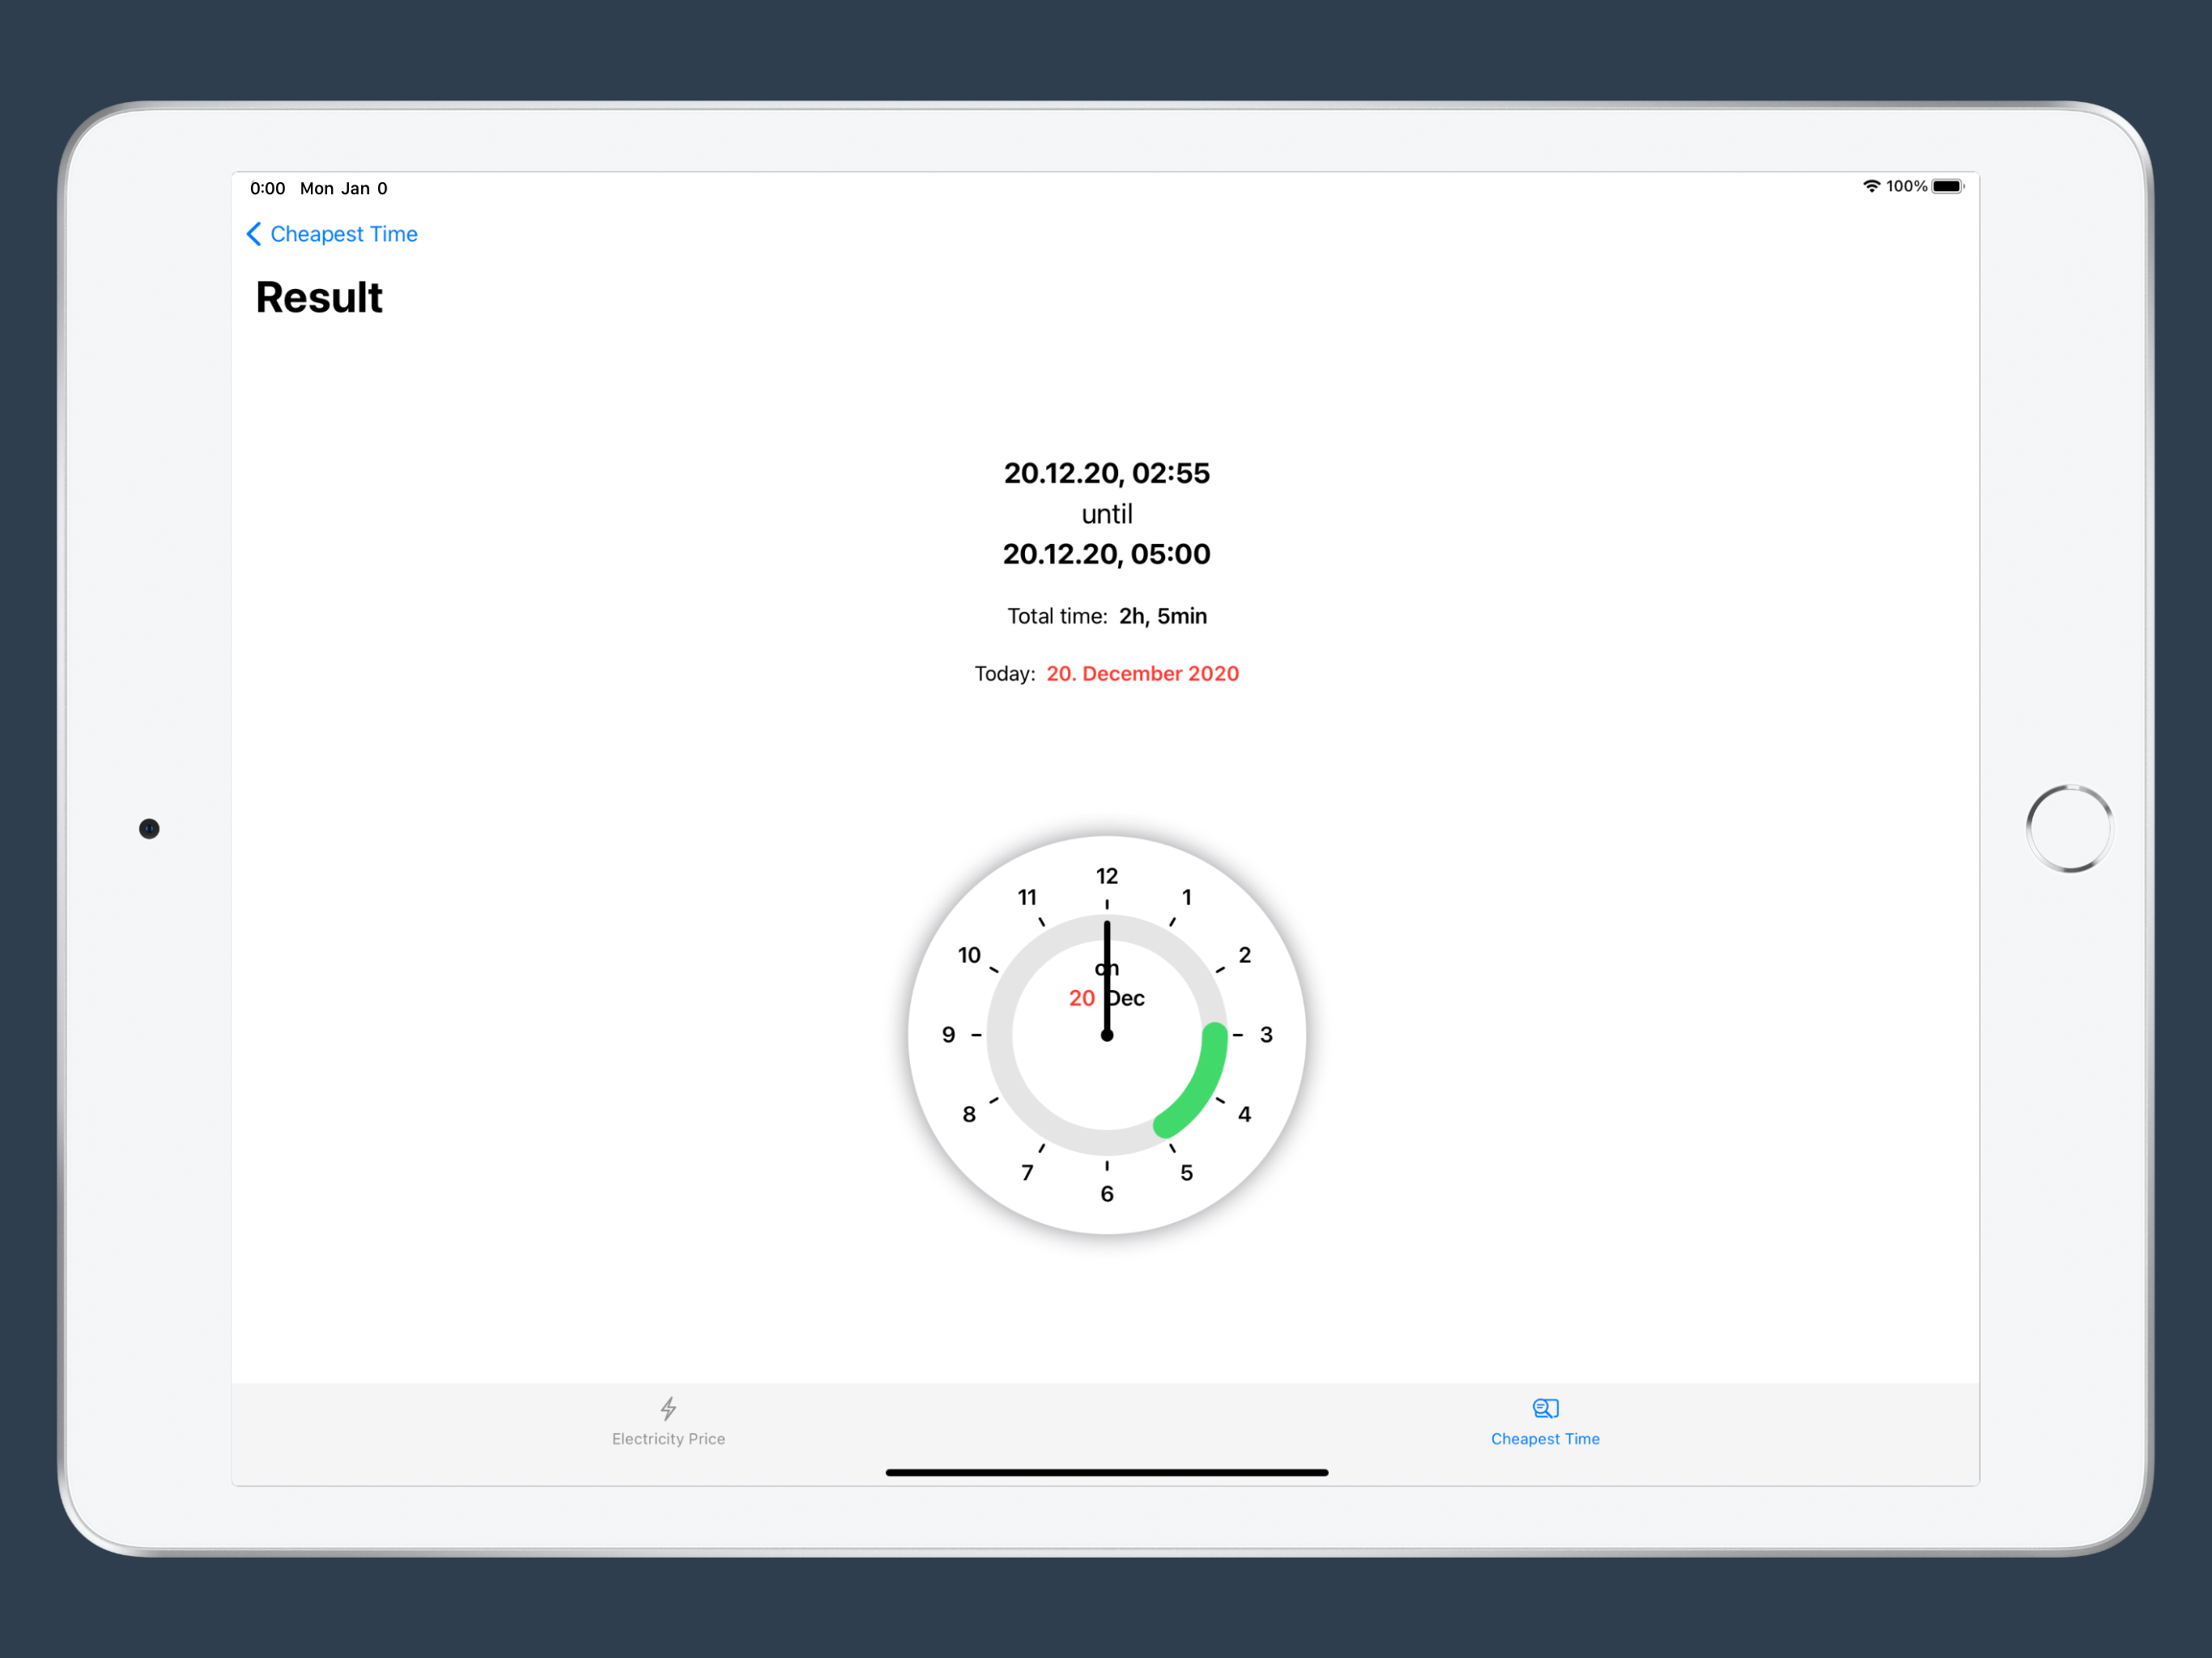 0:00 Mon Jan 0
100%
Cheapest Time
Result
20.12.20, 02:55
until
20.12.20, 05:00
Total time: 2h, 5min
Today: 20. December 2020
12
11
1
10
2
on
20 Dec
9
3
8
4
7
5
6
Electricity Price
Cheapest Time